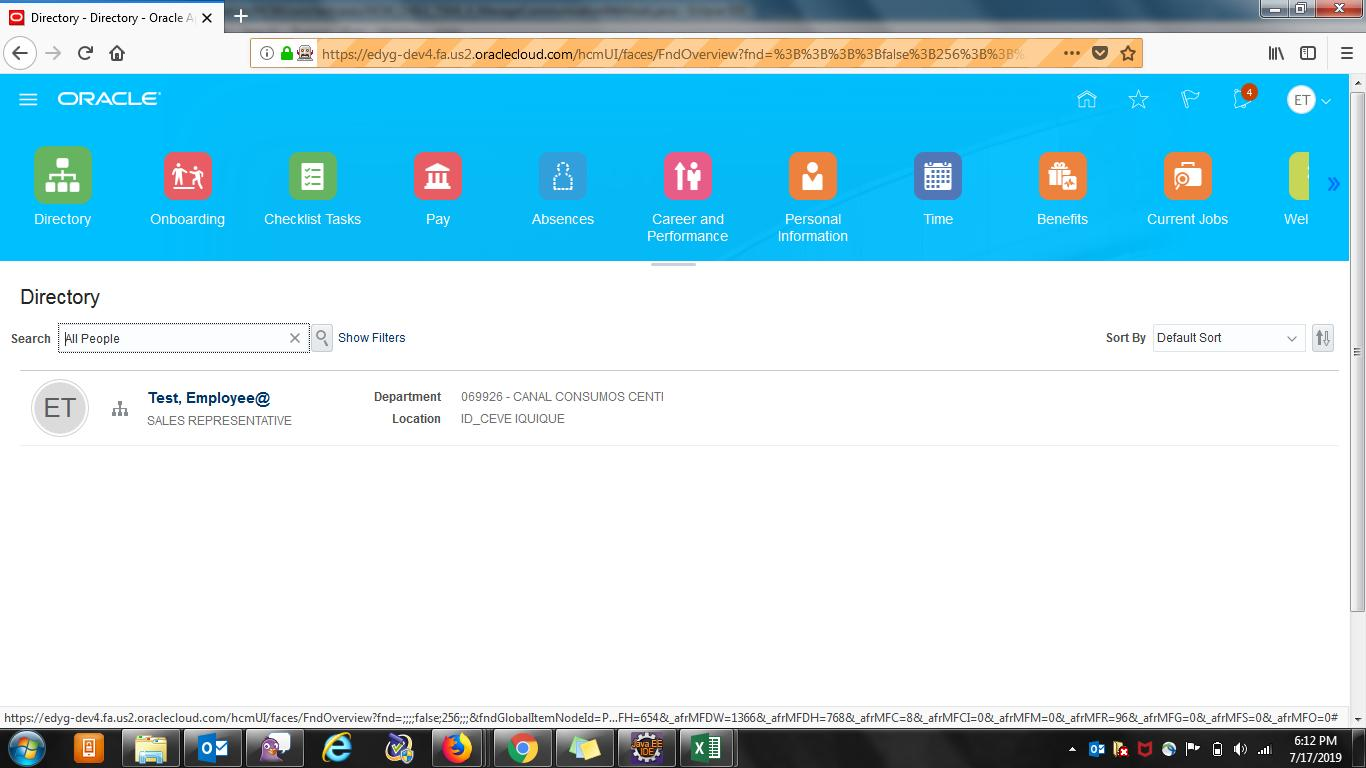 Directory - Directory - Oracle A
https://edyg-dev4.fa.us2.oraclecloud.com/hcmUI/faces/FndOverview?fnd=%3B%3B%3B%3Bfalse%3B256%3B%3B%
ORACLE
4
ET
Directory
Onboarding
Checklist Tasks
Pay
Absences
Career and
Performance
Personal
Information
Time
Benefits
Current Jobs
Wel
Directory
Search All People Show Filters Sort By Default Sort
ET
Test, Employee@ Department 069926 - CANAL CONSUMOS CENTI
SALES REPRESENTATIVE Location ID_CEVE IQUIQUE
https://edyg-dev4.fa.us2.oraclecloud.com/hcmUI/faces/FndOverview?fnd=;;;;false;256;;;&fndGlobalItemNodeId=P...FH=654&_afrMFDW=1366&_afrMFDH=768&_afrMFC=8&_afrMFCI=0&_afrMFM=0&_afrMFR=96&_afrMFG=0&_afrMFS=0&_afrMFO=0#
Java EE
IDE
6:12 PM
7/17/2019